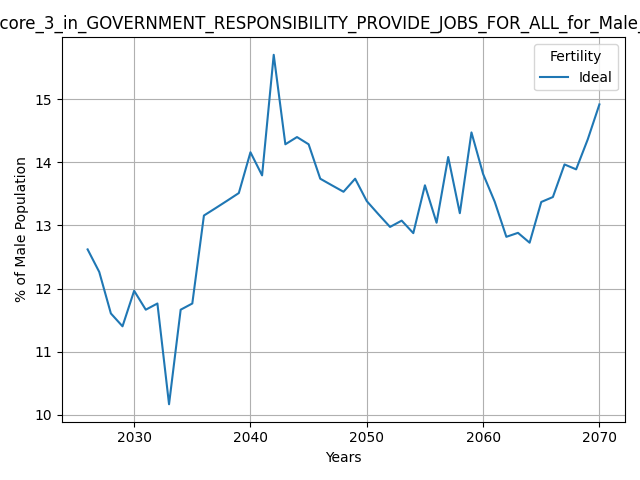 core_3_in_GOVERNMENT_RESPONSIBILITY_PROVIDE_JOBS_FOR_ALL_for_Male_
Fertility
Ideal
% of Male Population
15
14
13
12
11
10
2030 2040 2050 2060 2070
Years